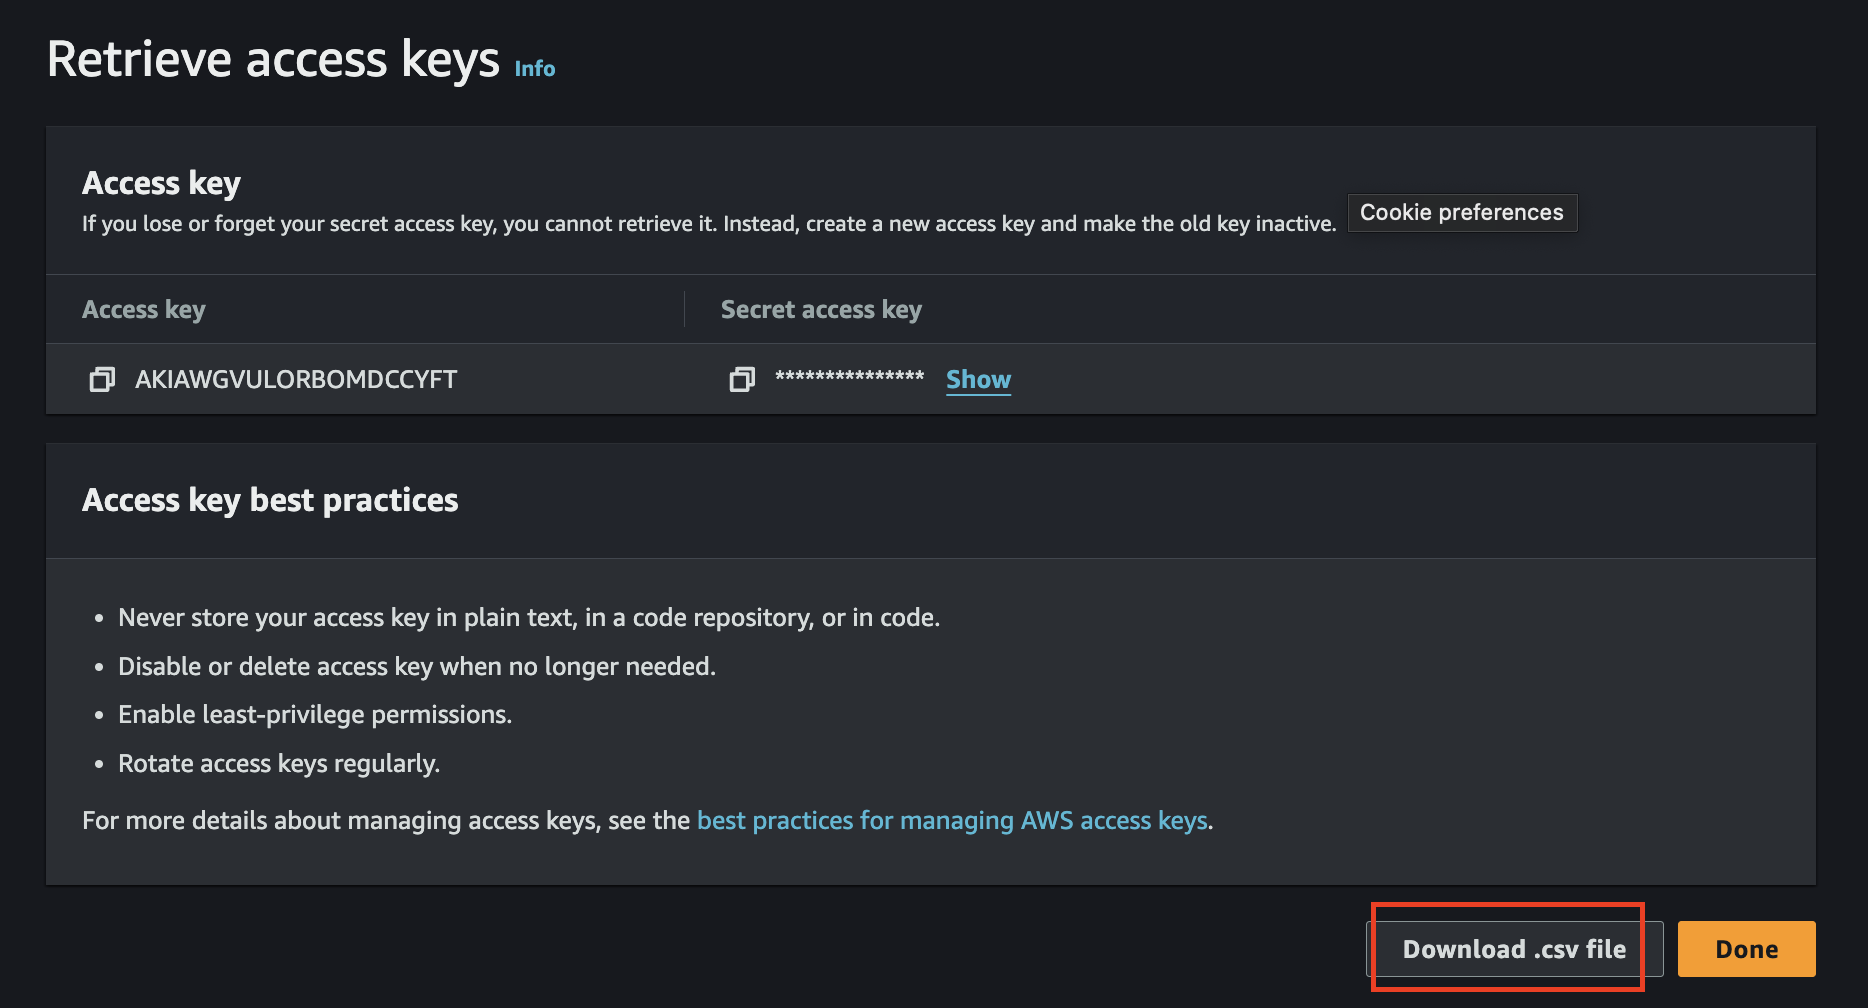 Retrieve access keys Info
Access key
If you lose or forget your secret access key, you cannot retrieve it. Instead, create a new access key and make the old key inactive.
Cookie preferences
Access key Secret access key
AKIAWGVULORBOMDCCYFT *************** Show
Access key best practices
• Never store your access key in plain text, in a code repository, or in code.
• Disable or delete access key when no longer needed.
• Enable least-privilege permissions.
• Rotate access keys regularly.
For more details about managing access keys, see the best practices for managing AWS access keys.
Download .csv file Done